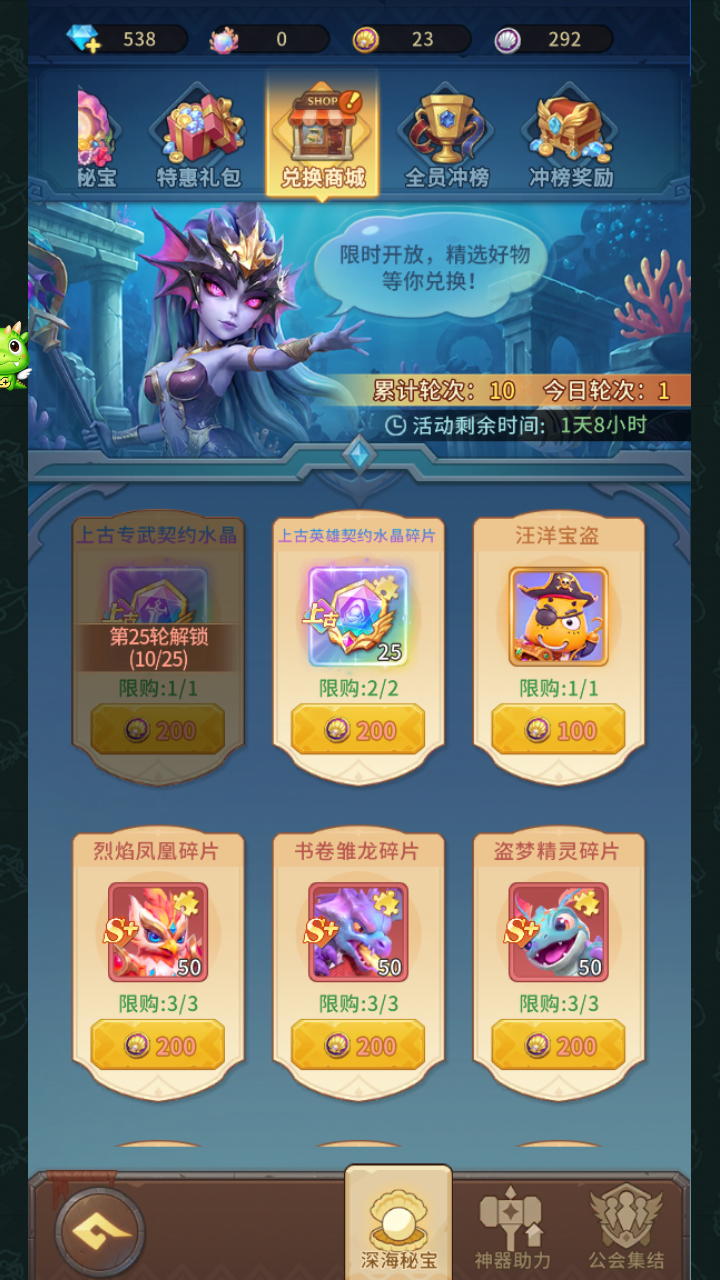 538
0
23
292
SHOP
秘宝
特惠礼包
兑换商城
全员冲榜
冲榜奖励
限时开放，精选好物
等你兑换！
累计轮次：10 今日轮次：1
活动剩余时间：1天8小时
上古专武契约水晶
上古英雄契约水晶碎片
汪洋宝盗
上古
第25轮解锁
(10/25)
上古
25
限购:1/1
限购:2/2
限购:1/1
200
200
100
烈焰凤凰碎片
书卷雏龙碎片
盗梦精灵碎片
S+
50
S+
50
S+
50
限购:3/3
限购:3/3
限购:3/3
200
200
200
深海秘宝
神器助力
公会集结